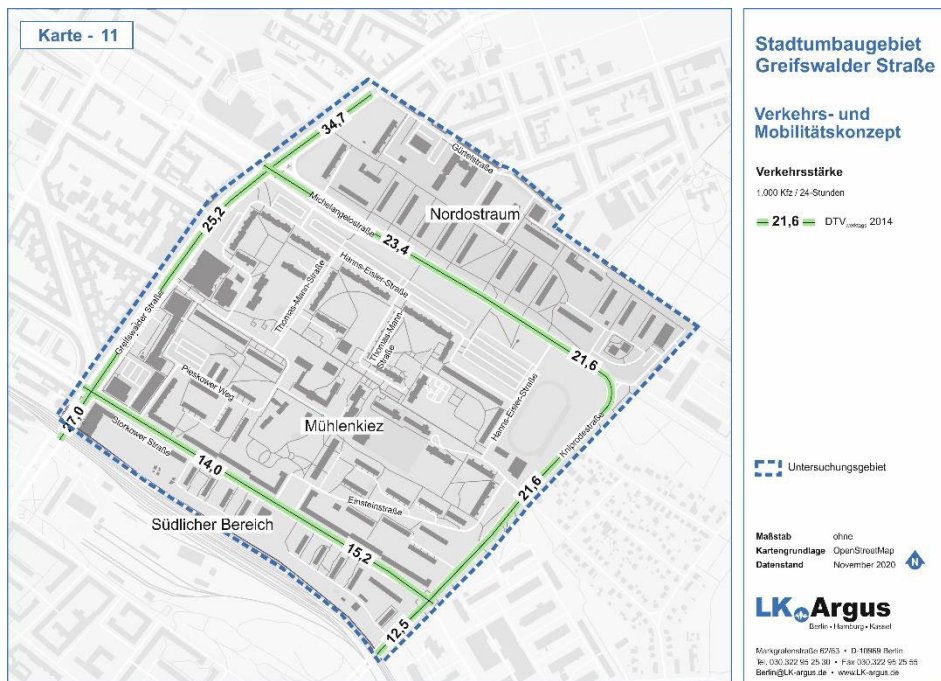 Karte - 11
34,7
Gürtelstraße
Nordostraum
25,2
Michelangelostraße
23,4
Hanns-Eisler-Straße
Thomas-Mann-Straße
Greifswalder Straße
Thomas-Mann-
Straße
21,6
Pieskower Weg
Hanns-Eisler-Straße
Kniprodestraße
27,0
Storkower Straße
Mühlenkiez
14,0
21,6
Einsteinstraße
Südlicher Bereich
15,2
12,5
Stadtumbaugebiet
Greifswalder Straße
Verkehrs- und
Mobilitätskonzept
Verkehrsstärke
1.000 Kfz / 24-Stunden
21,6 DTVwerktags 2014
Untersuchungsgebiet
Maßstab ohne
Kartengrundlage OpenStreetMap
Datenstand November 2020
N
LK Argus
Berlin • Hamburg • Kassel
Markgrafenstraße 62/63 • D-10969 Berlin
Tel. 030.322 95 25 30 • Fax 030.322 95 25 55
Berlin@LK-argus.de • www.LK-argus.de